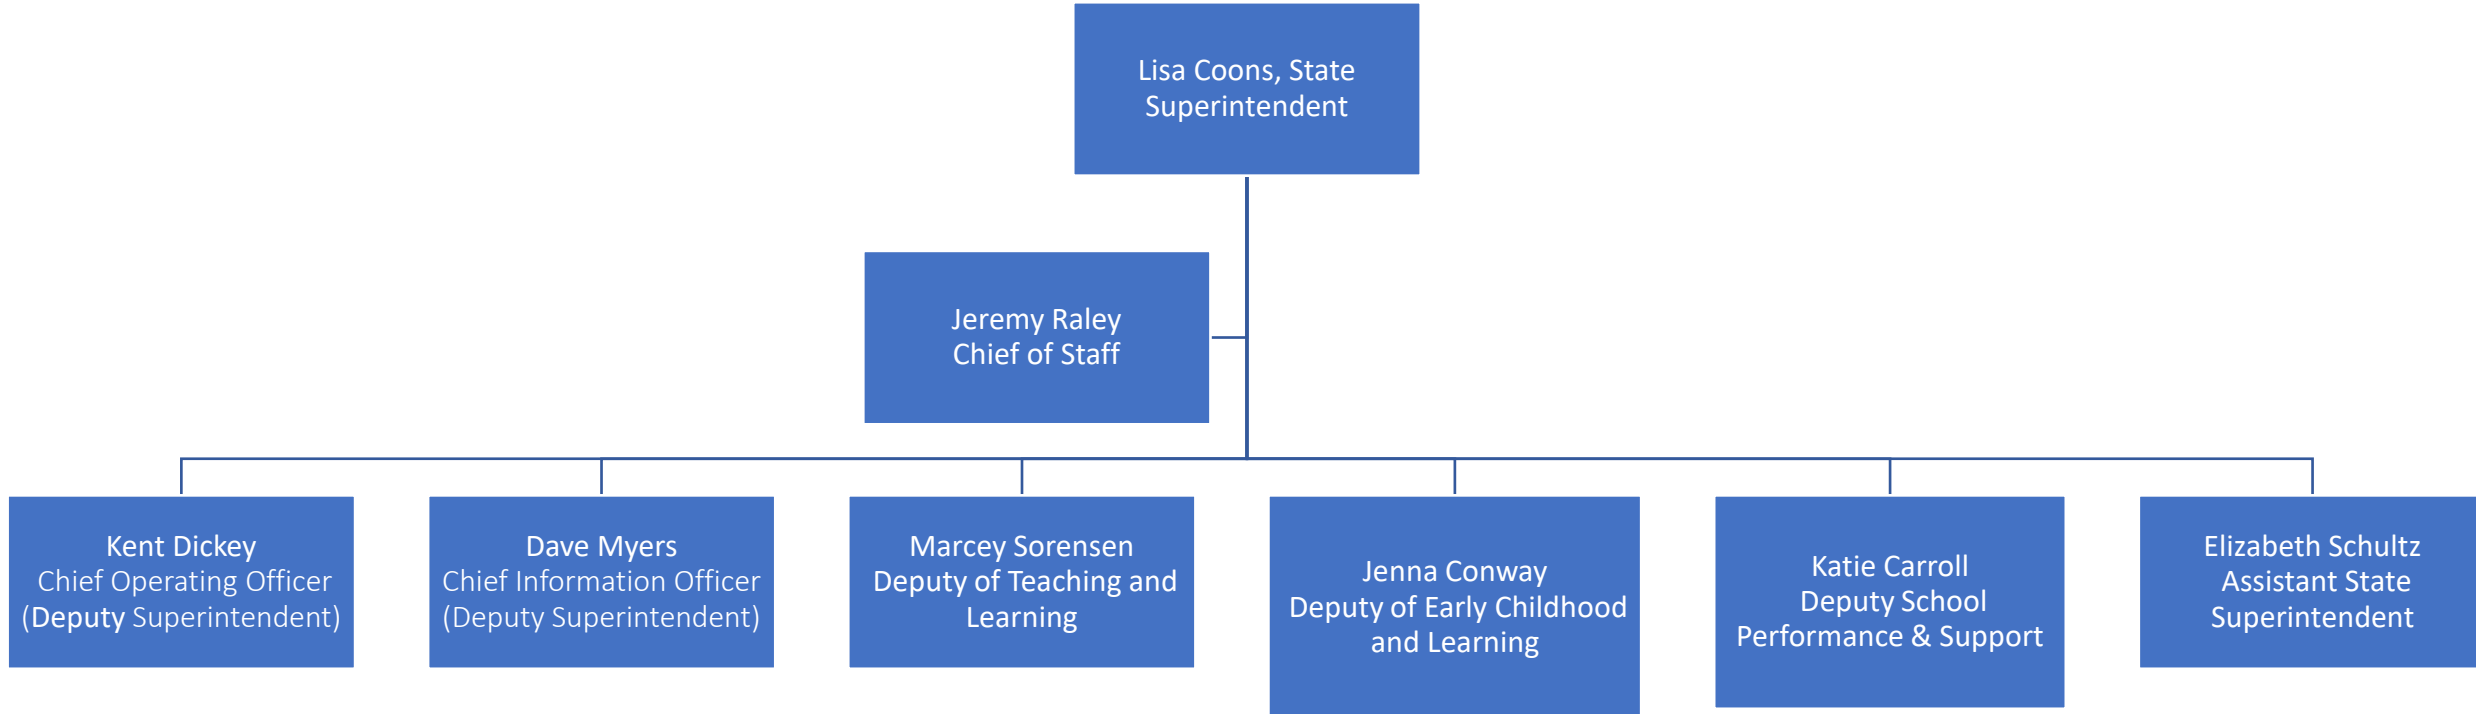 Lisa Coons, State
Superintendent
Jeremy Raley
Chief of Staff
Kent Dickey
Chief Operating Officer
(Deputy Superintendent)
Dave Myers
Chief Information Officer
(Deputy Superintendent)
Marcey Sorensen
Deputy of Teaching and
Learning
Jenna Conway
Deputy of Early Childhood
and Learning
Katie Carroll
Deputy School
Performance & Support
Elizabeth Schultz
Assistant State
Superintendent